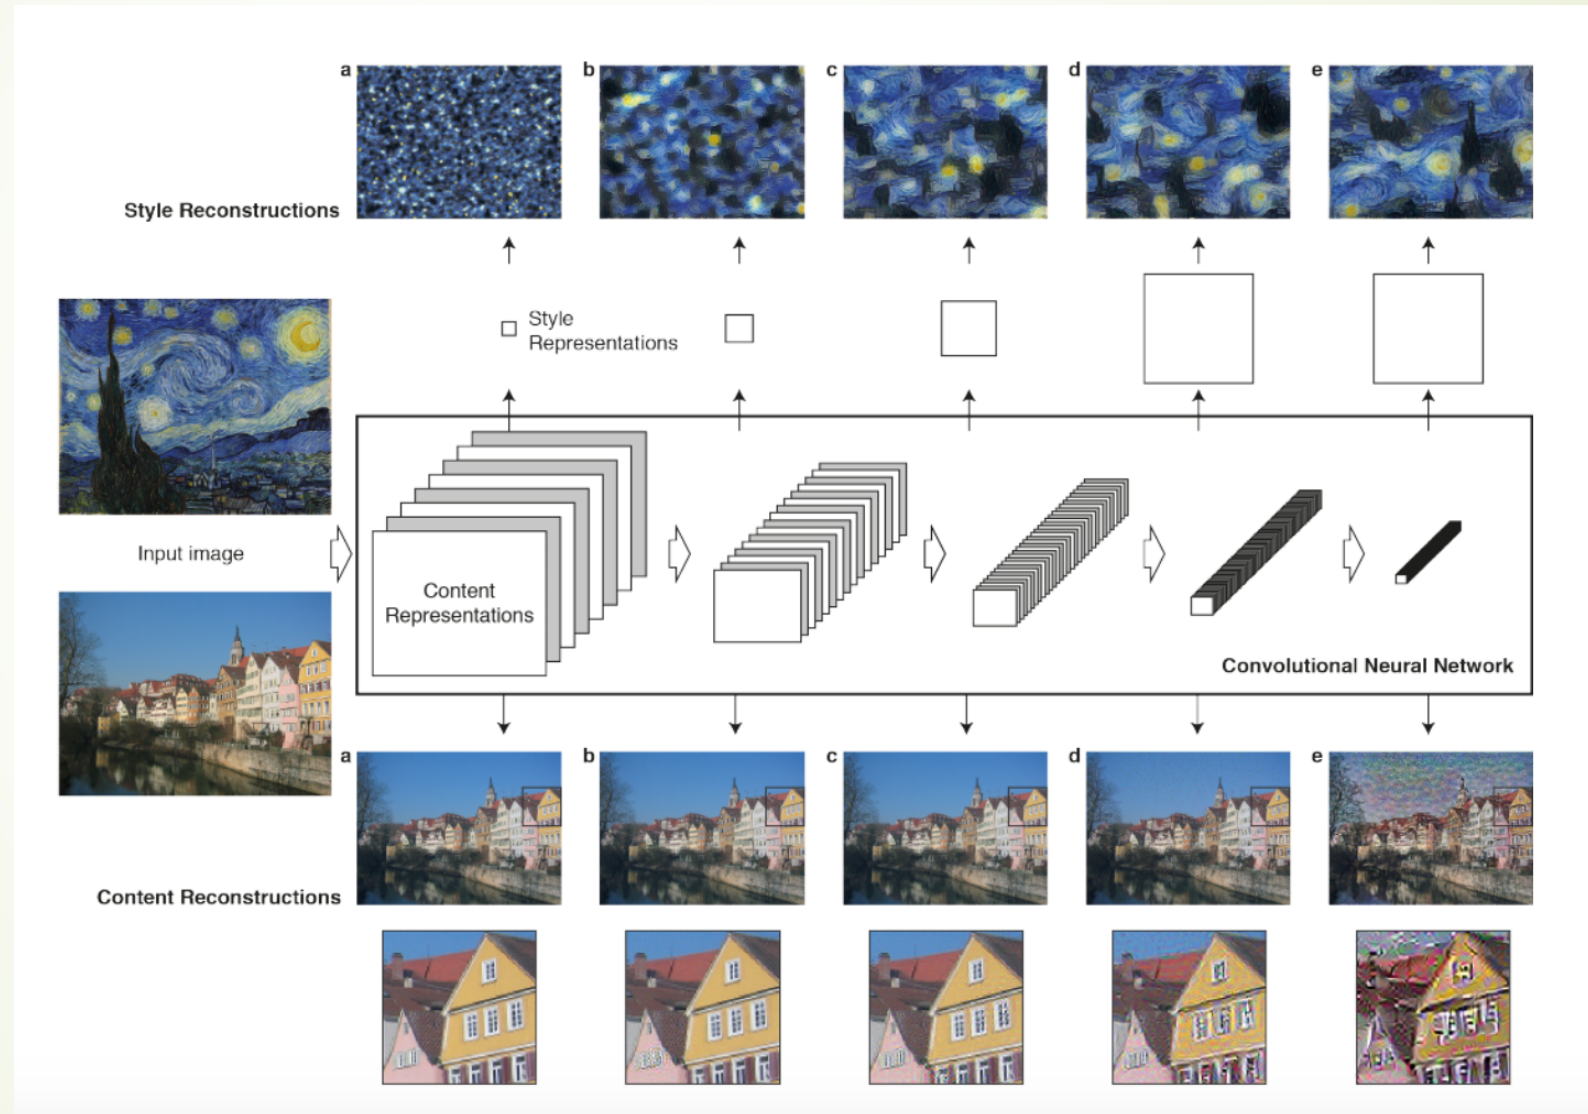 a
b
c
d
e
Style Reconstructions
Style
Representations
Input image
Content
Representations
Convolutional Neural Network
a
b
c
d
e
Content Reconstructions